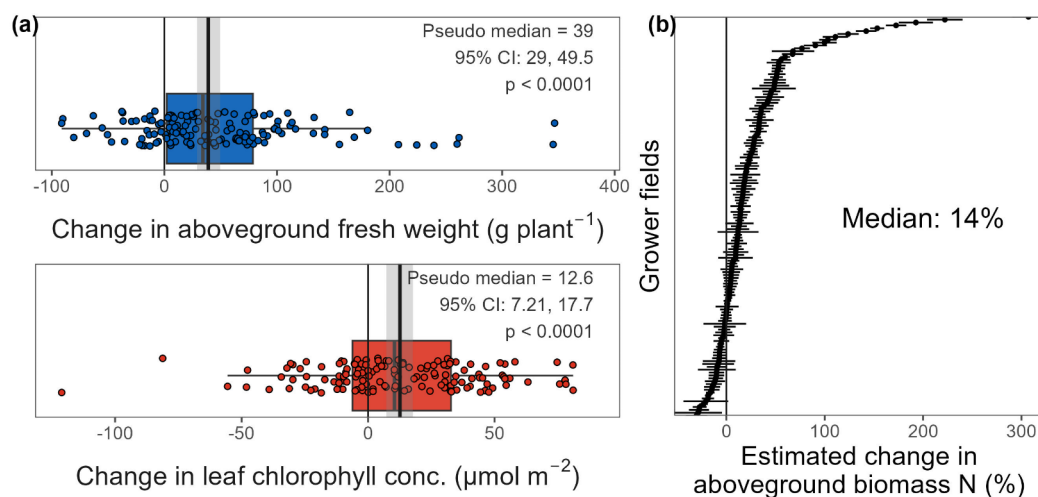 (a)
Pseudo median = 39
95% CI: 29, 49.5
p < 0.0001
-100 0 100 200 300 400
Change in aboveground fresh weight (g plant⁻¹)
Pseudo median = 12.6
95% CI: 7.21, 17.7
p < 0.0001
-100 -50 0 50
Change in leaf chlorophyll conc. (μmol m⁻²)
(b)
Grower fields
Median: 14%
0 100 200 300
Estimated change in
aboveground biomass N (%)